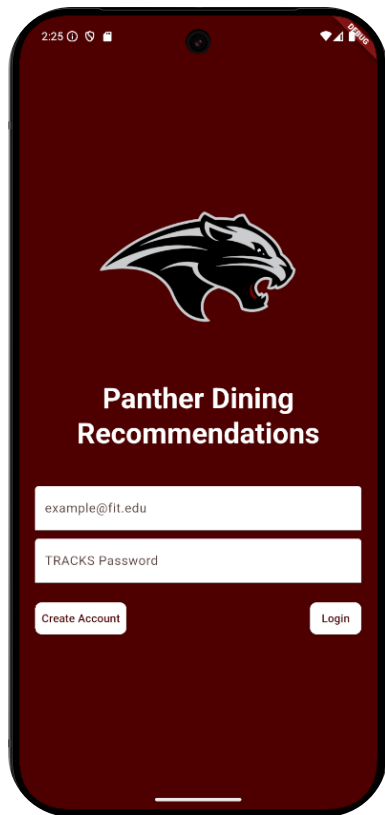 2:25
DEBUG
Panther Dining
Recommendations
example@fit.edu
TRACKS Password
Create Account
Login